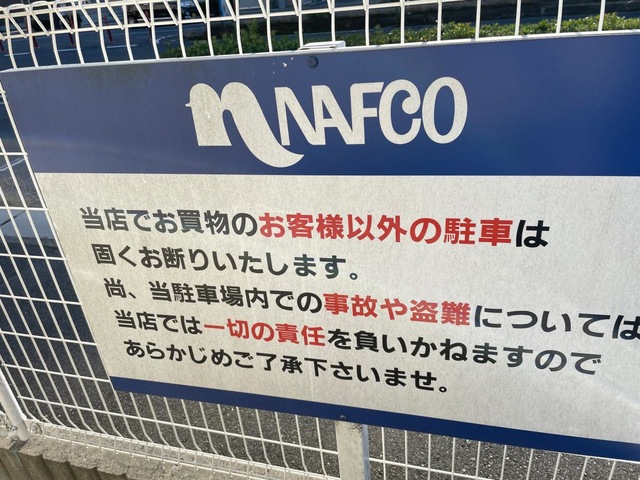 n NAFCO
当店でお買物のお客様以外の駐車は
固くお断りいたします。
尚、当駐車場内での事故や盗難については
当店では一切の責任を負いかねますので
あらかじめご了承下さいませ。